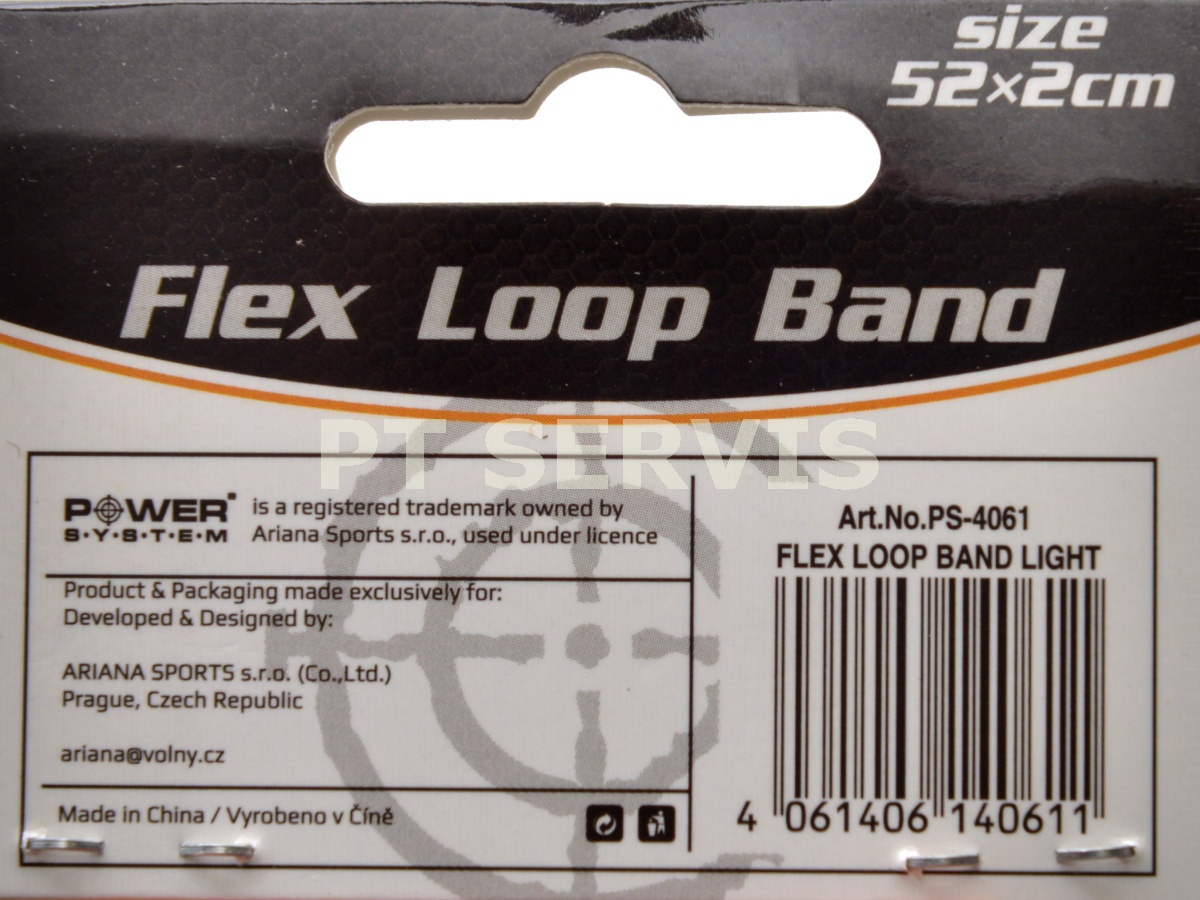 size
52×2cm
Flex Loop Band
PT SERVIS
POWER
S·Y·S·T·E·M
is a registered trademark owned by
Ariana Sports s.r.o., used under licence
Product & Packaging made exclusively for:
Developed & Designed by:
ARIANA SPORTS s.r.o. (Co.,Ltd.)
Prague, Czech Republic
ariana@volny.cz
Made in China / Vyrobeno v Číně
Art.No.PS-4061
FLEX LOOP BAND LIGHT
4 061406 140611